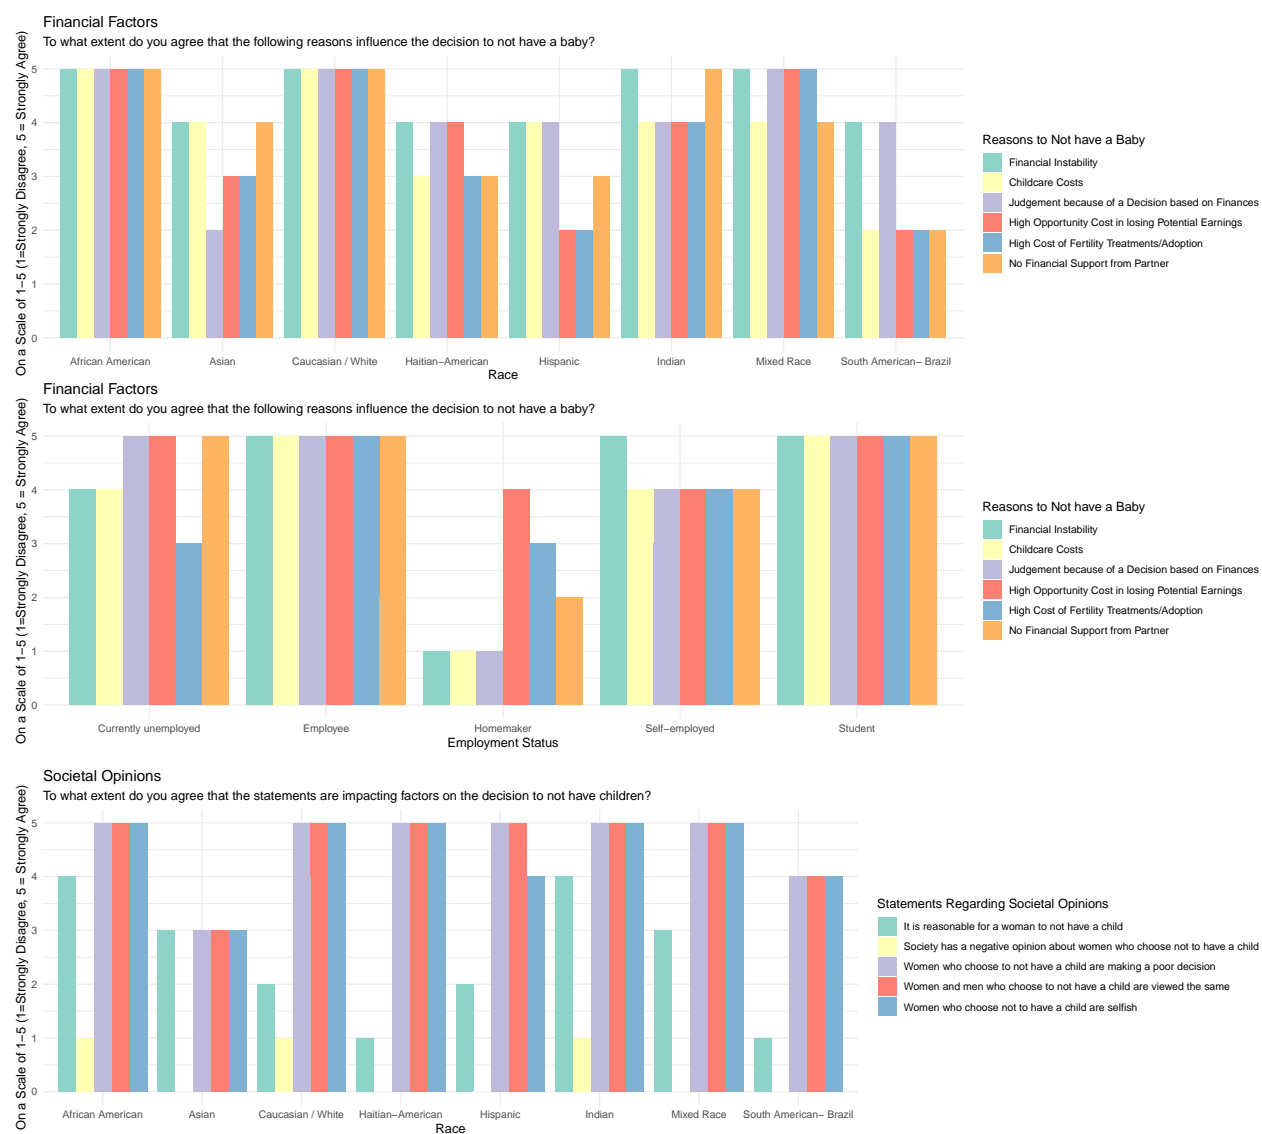 Financial Factors
To what extent do you agree that the following reasons influence the decision to not have a baby?
On a Scale of 1−5 (1=Strongly Disagree, 5 = Strongly Agree)
5
4
3
2
1
0
African American Asian Caucasian / White Haitian−American Hispanic Indian Mixed Race South American− Brazil
Race
Reasons to Not have a Baby
Financial Instability
Childcare Costs
Judgement because of a Decision based on Finances
High Opportunity Cost in losing Potential Earnings
High Cost of Fertility Treatments/Adoption
No Financial Support from Partner
Financial Factors
To what extent do you agree that the following reasons influence the decision to not have a baby?
On a Scale of 1−5 (1=Strongly Disagree, 5 = Strongly Agree)
5
4
3
2
1
0
Currently unemployed Employee Homemaker Self−employed Student
Employment Status
Reasons to Not have a Baby
Financial Instability
Childcare Costs
Judgement because of a Decision based on Finances
High Opportunity Cost in losing Potential Earnings
High Cost of Fertility Treatments/Adoption
No Financial Support from Partner
Societal Opinions
To what extent do you agree that the statements are impacting factors on the decision to not have children?
On a Scale of 1−5 (1=Strongly Disagree, 5 = Strongly Agree)
5
4
3
2
1
0
African American Asian Caucasian / White Haitian−American Hispanic Indian Mixed Race South American− Brazil
Race
Statements Regarding Societal Opinions
It is reasonable for a woman to not have a child
Society has a negative opinion about women who choose not to have a child
Women who choose to not have a child are making a poor decision
Women and men who choose to not have a child are viewed the same
Women who choose not to have a child are selfish